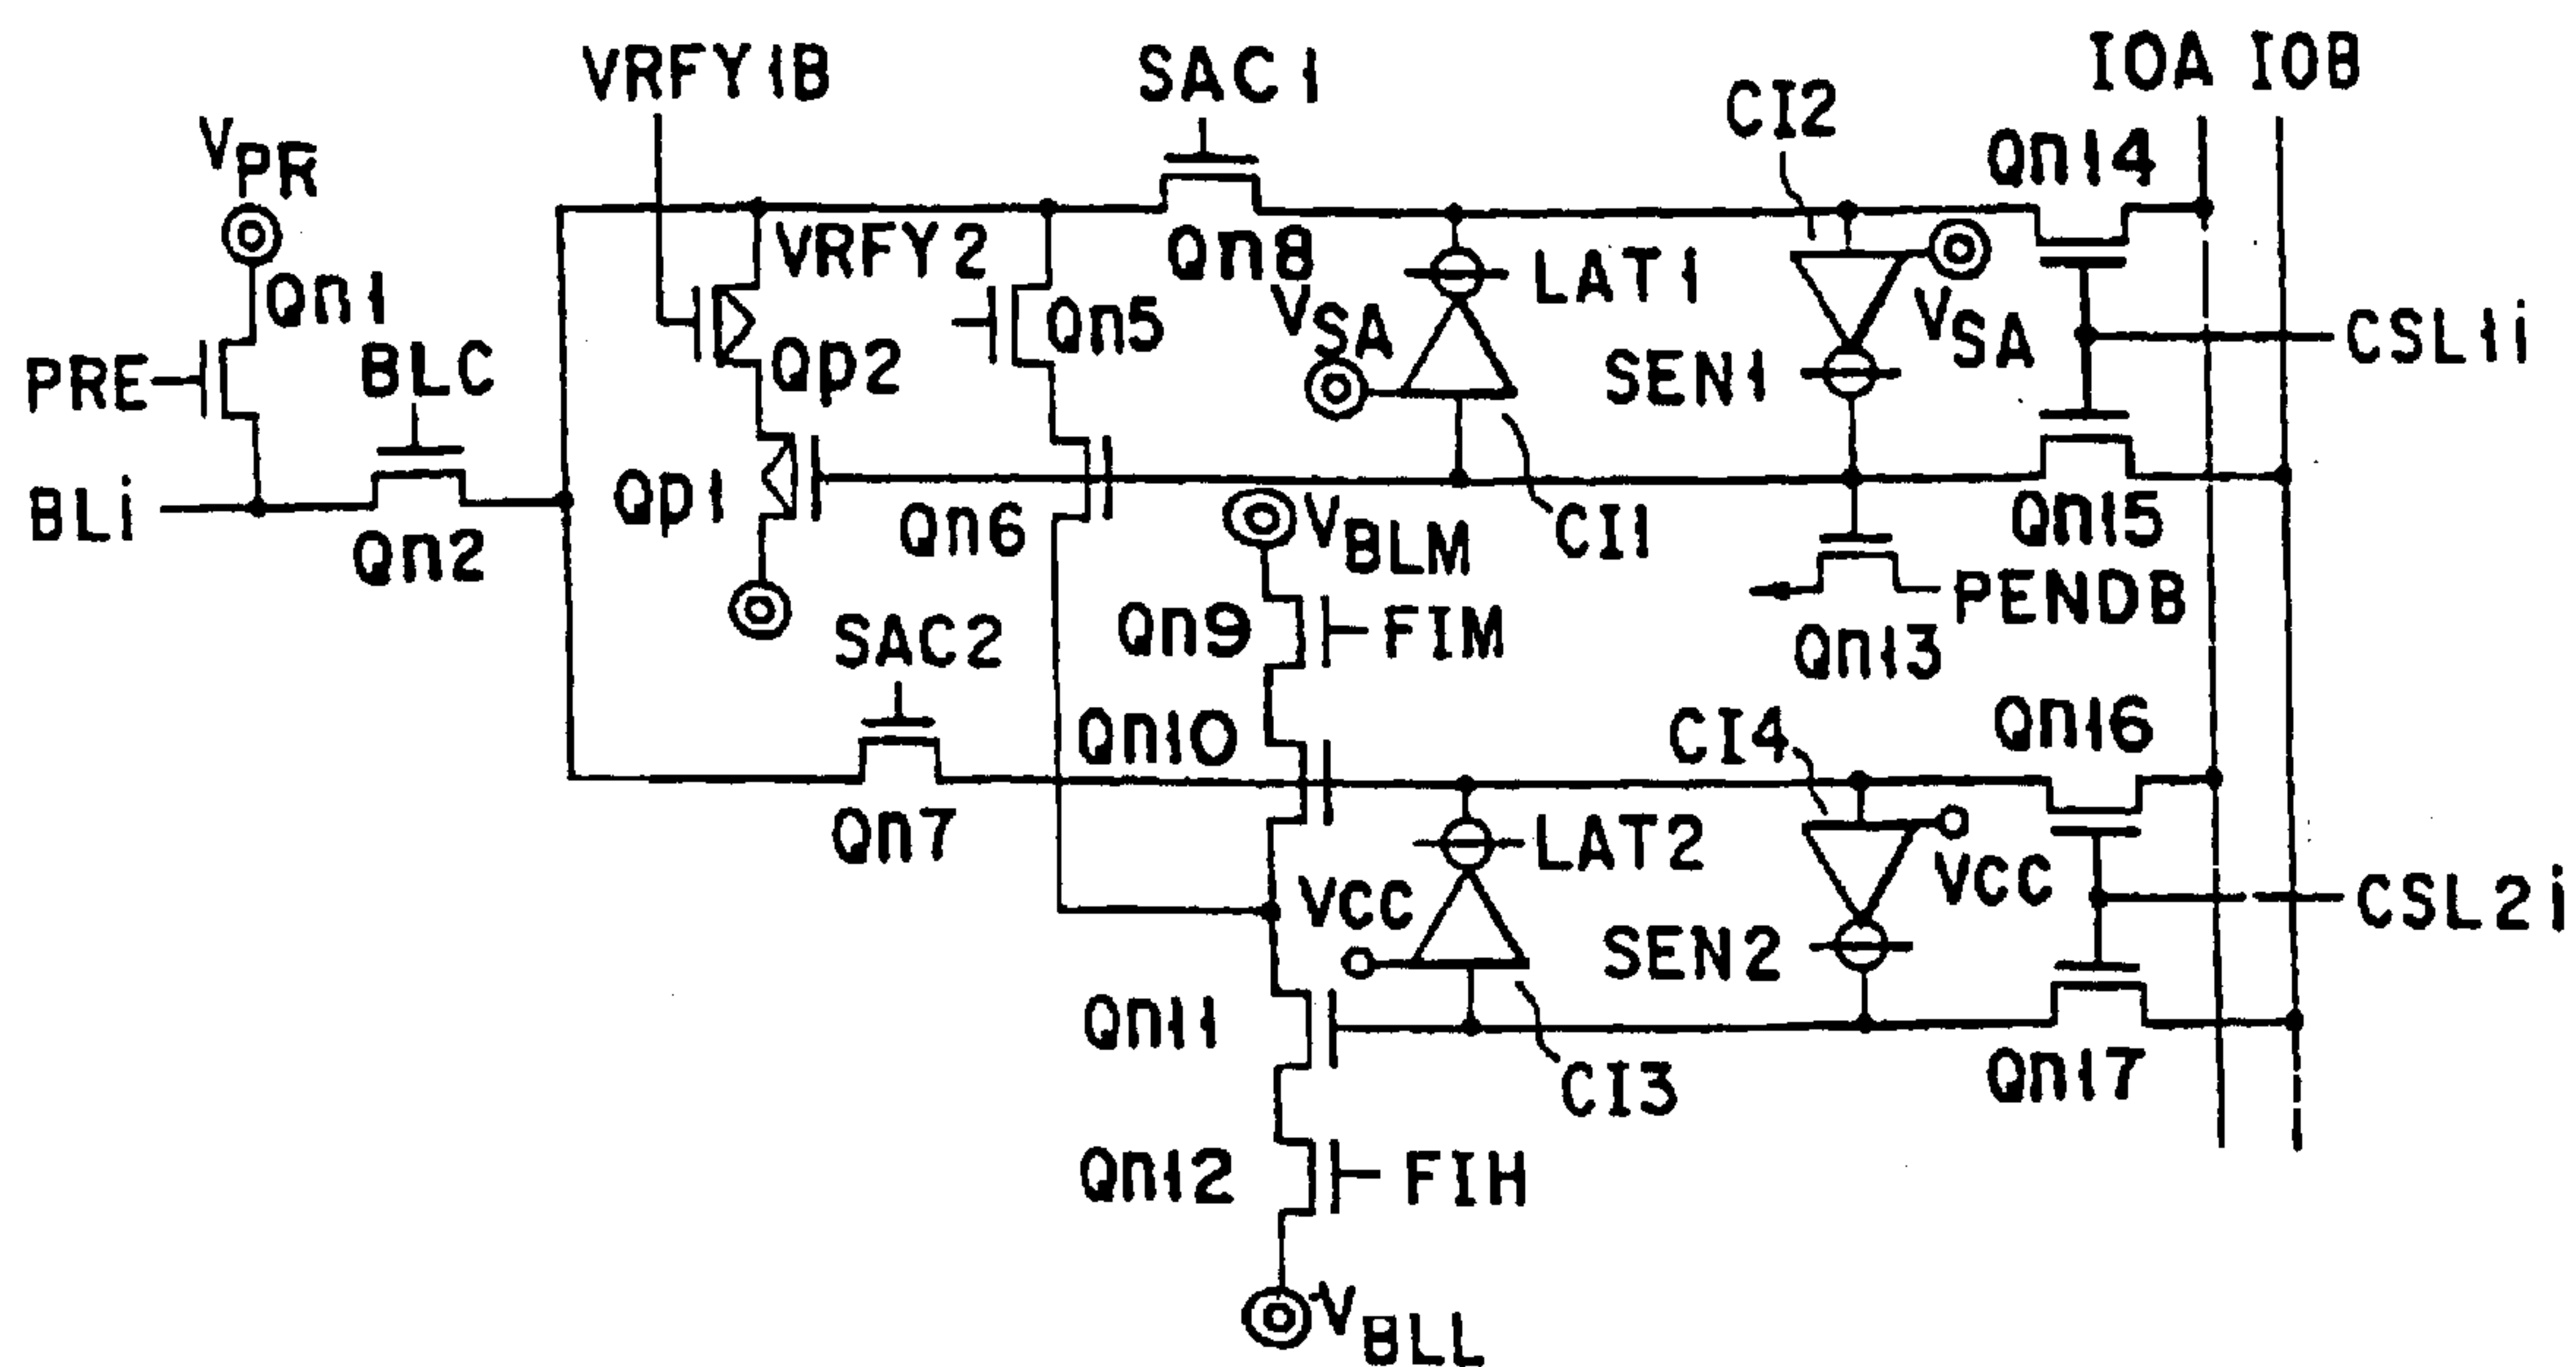 VRFY1B
SAC1
IOA IOB
CI2
VPR
Qn14
VRFY2
Qn8
LAT1
VSA
Qn1
Qn5
VSA
CSL1i
PRE
BLC
Qp2
SEN1
BLi
Qp1
Qn6
VBLM
CI1
Qn15
Qn2
SAC2
Qn9
FIM
PENDB
Qn13
Qn10
CI4
Qn16
Qn7
LAT2
VCC
VCC
CSL2i
SEN2
Qn11
CI3
Qn17
Qn12
FIH
VBLL